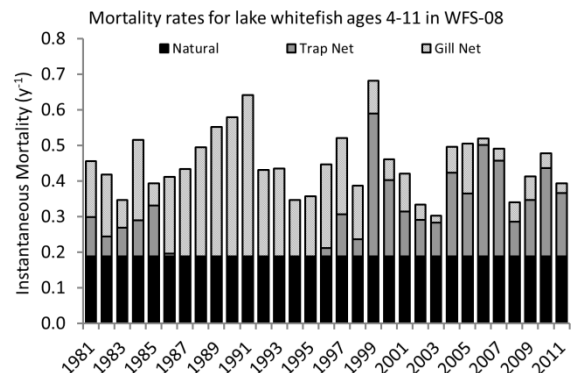 Mortality rates for lake whitefish ages 4-11 in WFS-08
Natural Trap Net Gill Net
Instantaneous Mortality (y⁻¹)
0.8
0.7
0.6
0.5
0.4
0.3
0.2
0.1
0.0
1981 1983 1985 1987 1989 1991 1993 1995 1997 1999 2001 2003 2005 2007 2009 2011